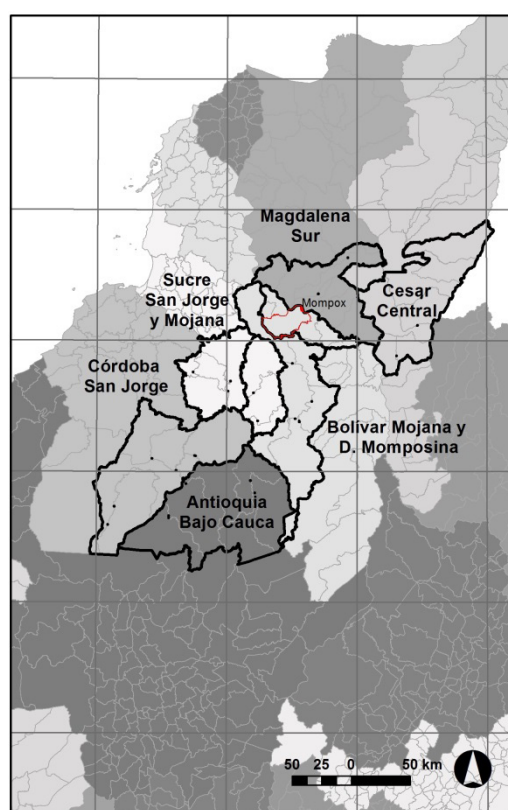 Magdalena
Sur
Mompox
Cesar
Central
Sucre
San Jorge
y Mojana
Córdoba
San Jorge
Bolívar Mojana y
D. Momposina
Antioquia
Bajo Cauca
50 25 0 50 km